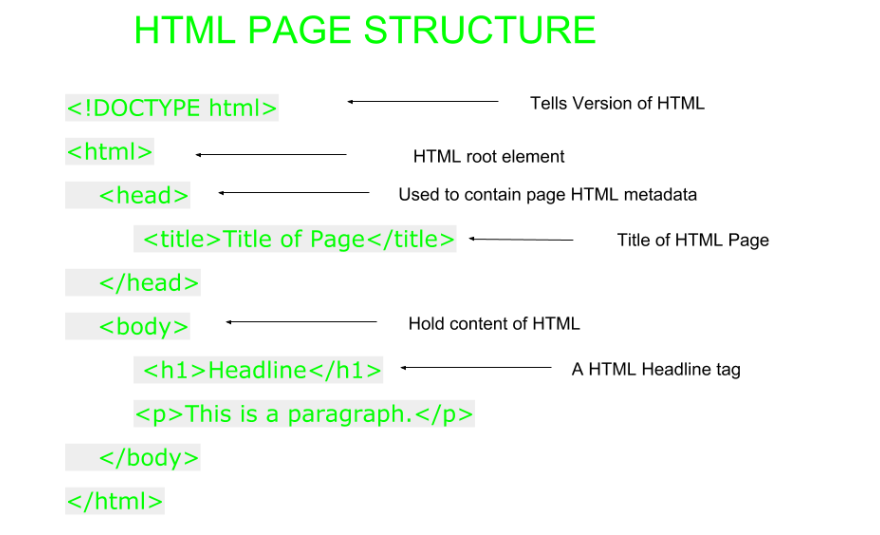 HTML PAGE STRUCTURE
<!DOCTYPE html>
Tells Version of HTML
<html>
HTML root element
<head>
Used to contain page HTML metadata
<title>Title of Page</title>
Title of HTML Page
</head>
<body>
Hold content of HTML
<h1>Headline</h1>
A HTML Headline tag
<p>This is a paragraph.</p>
</body>
</html>